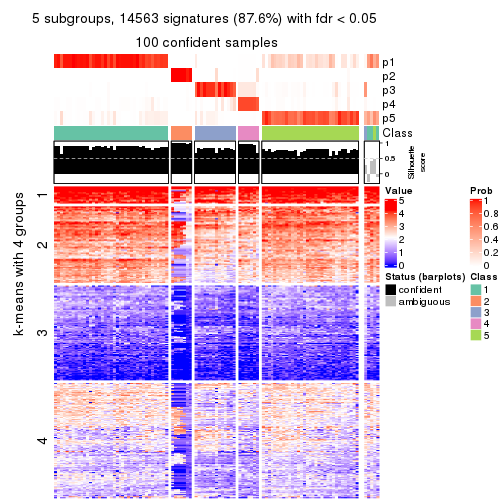 5 subgroups, 14563 signatures (87.6%) with fdr < 0.05
100 confident samples
p1
p2
p3
p4
p5
Class
1
0.5
0
Silhouette
score
k-means with 4 groups
1
2
3
4
Value
5
4
3
2
1
0
Prob
1
0.8
0.6
0.4
0.2
0
Status (barplots)
confident
ambiguous
Class
1
2
3
4
5